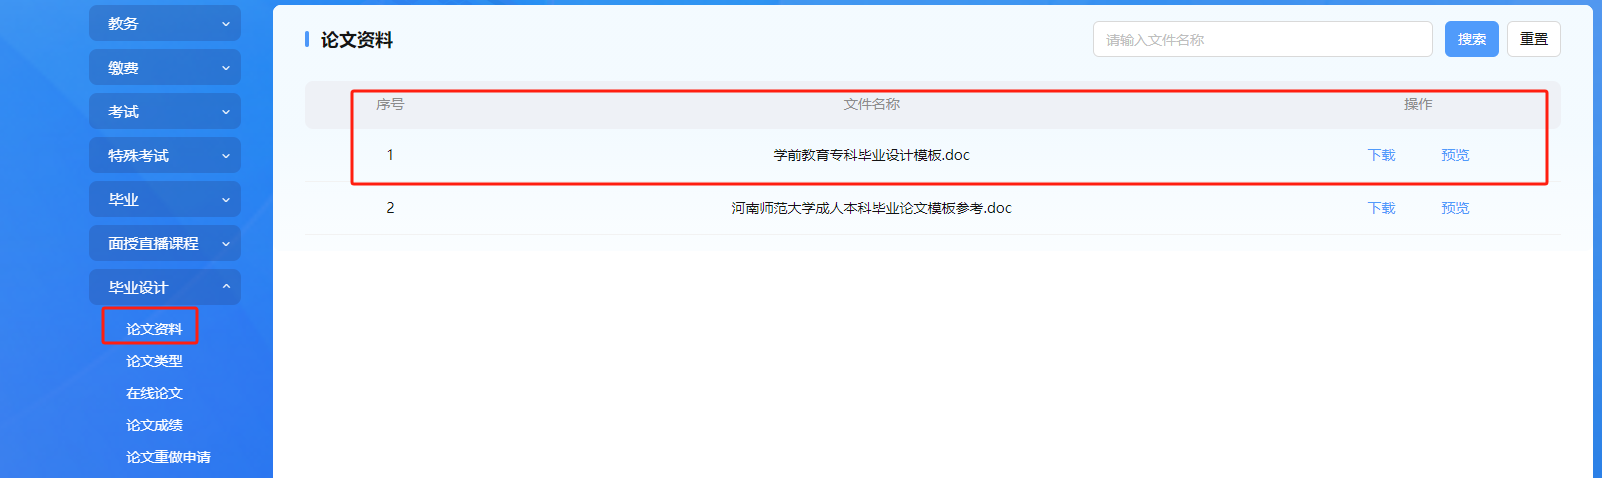 教务
缴费
考试
特殊考试
毕业
面授直播课程
毕业设计
论文资料
论文类型
在线论文
论文成绩
论文重做申请
论文资料
请输入文件名称
搜索
重置
序号 文件名称 操作
1 学前教育专科毕业设计模板.doc 下载 预览
2 河南师范大学成人本科毕业论文模板参考.doc 下载 预览